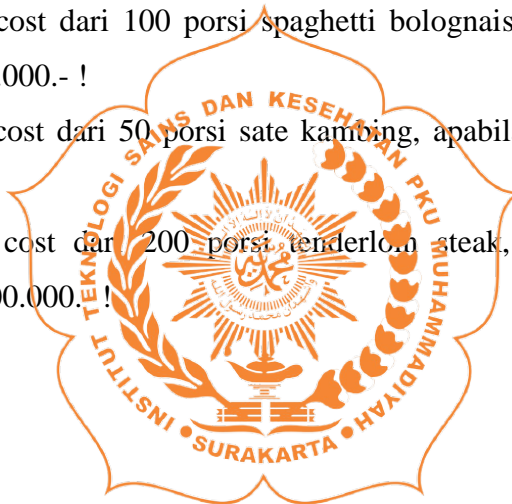 cost dari 100 porsi spaghetti bolognais
.000.- !
cost dari 50 porsi sate kambing, apabil
cost dari 200 porsi tenderloin steak,
00.000.- !
INSTITUT TEKNOLOGI SAINS DAN KESEHATAN PKU MUHAMMADIYAH
SURAKARTA